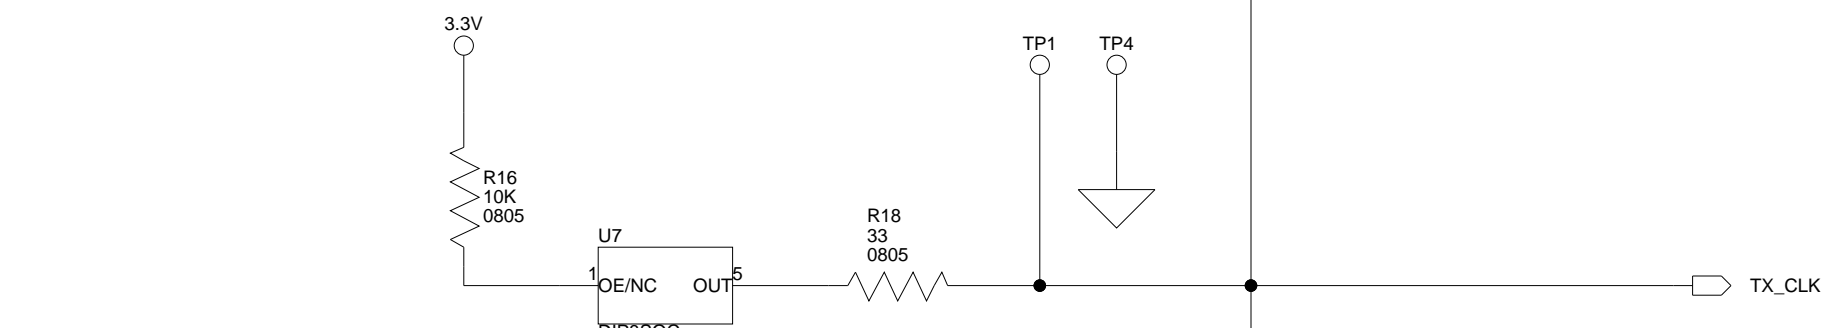 3.3V
TP1
TP4
R16
10K
0805
R18
33
0805
U7
1
OE/NC
OUT
5
TX_CLK